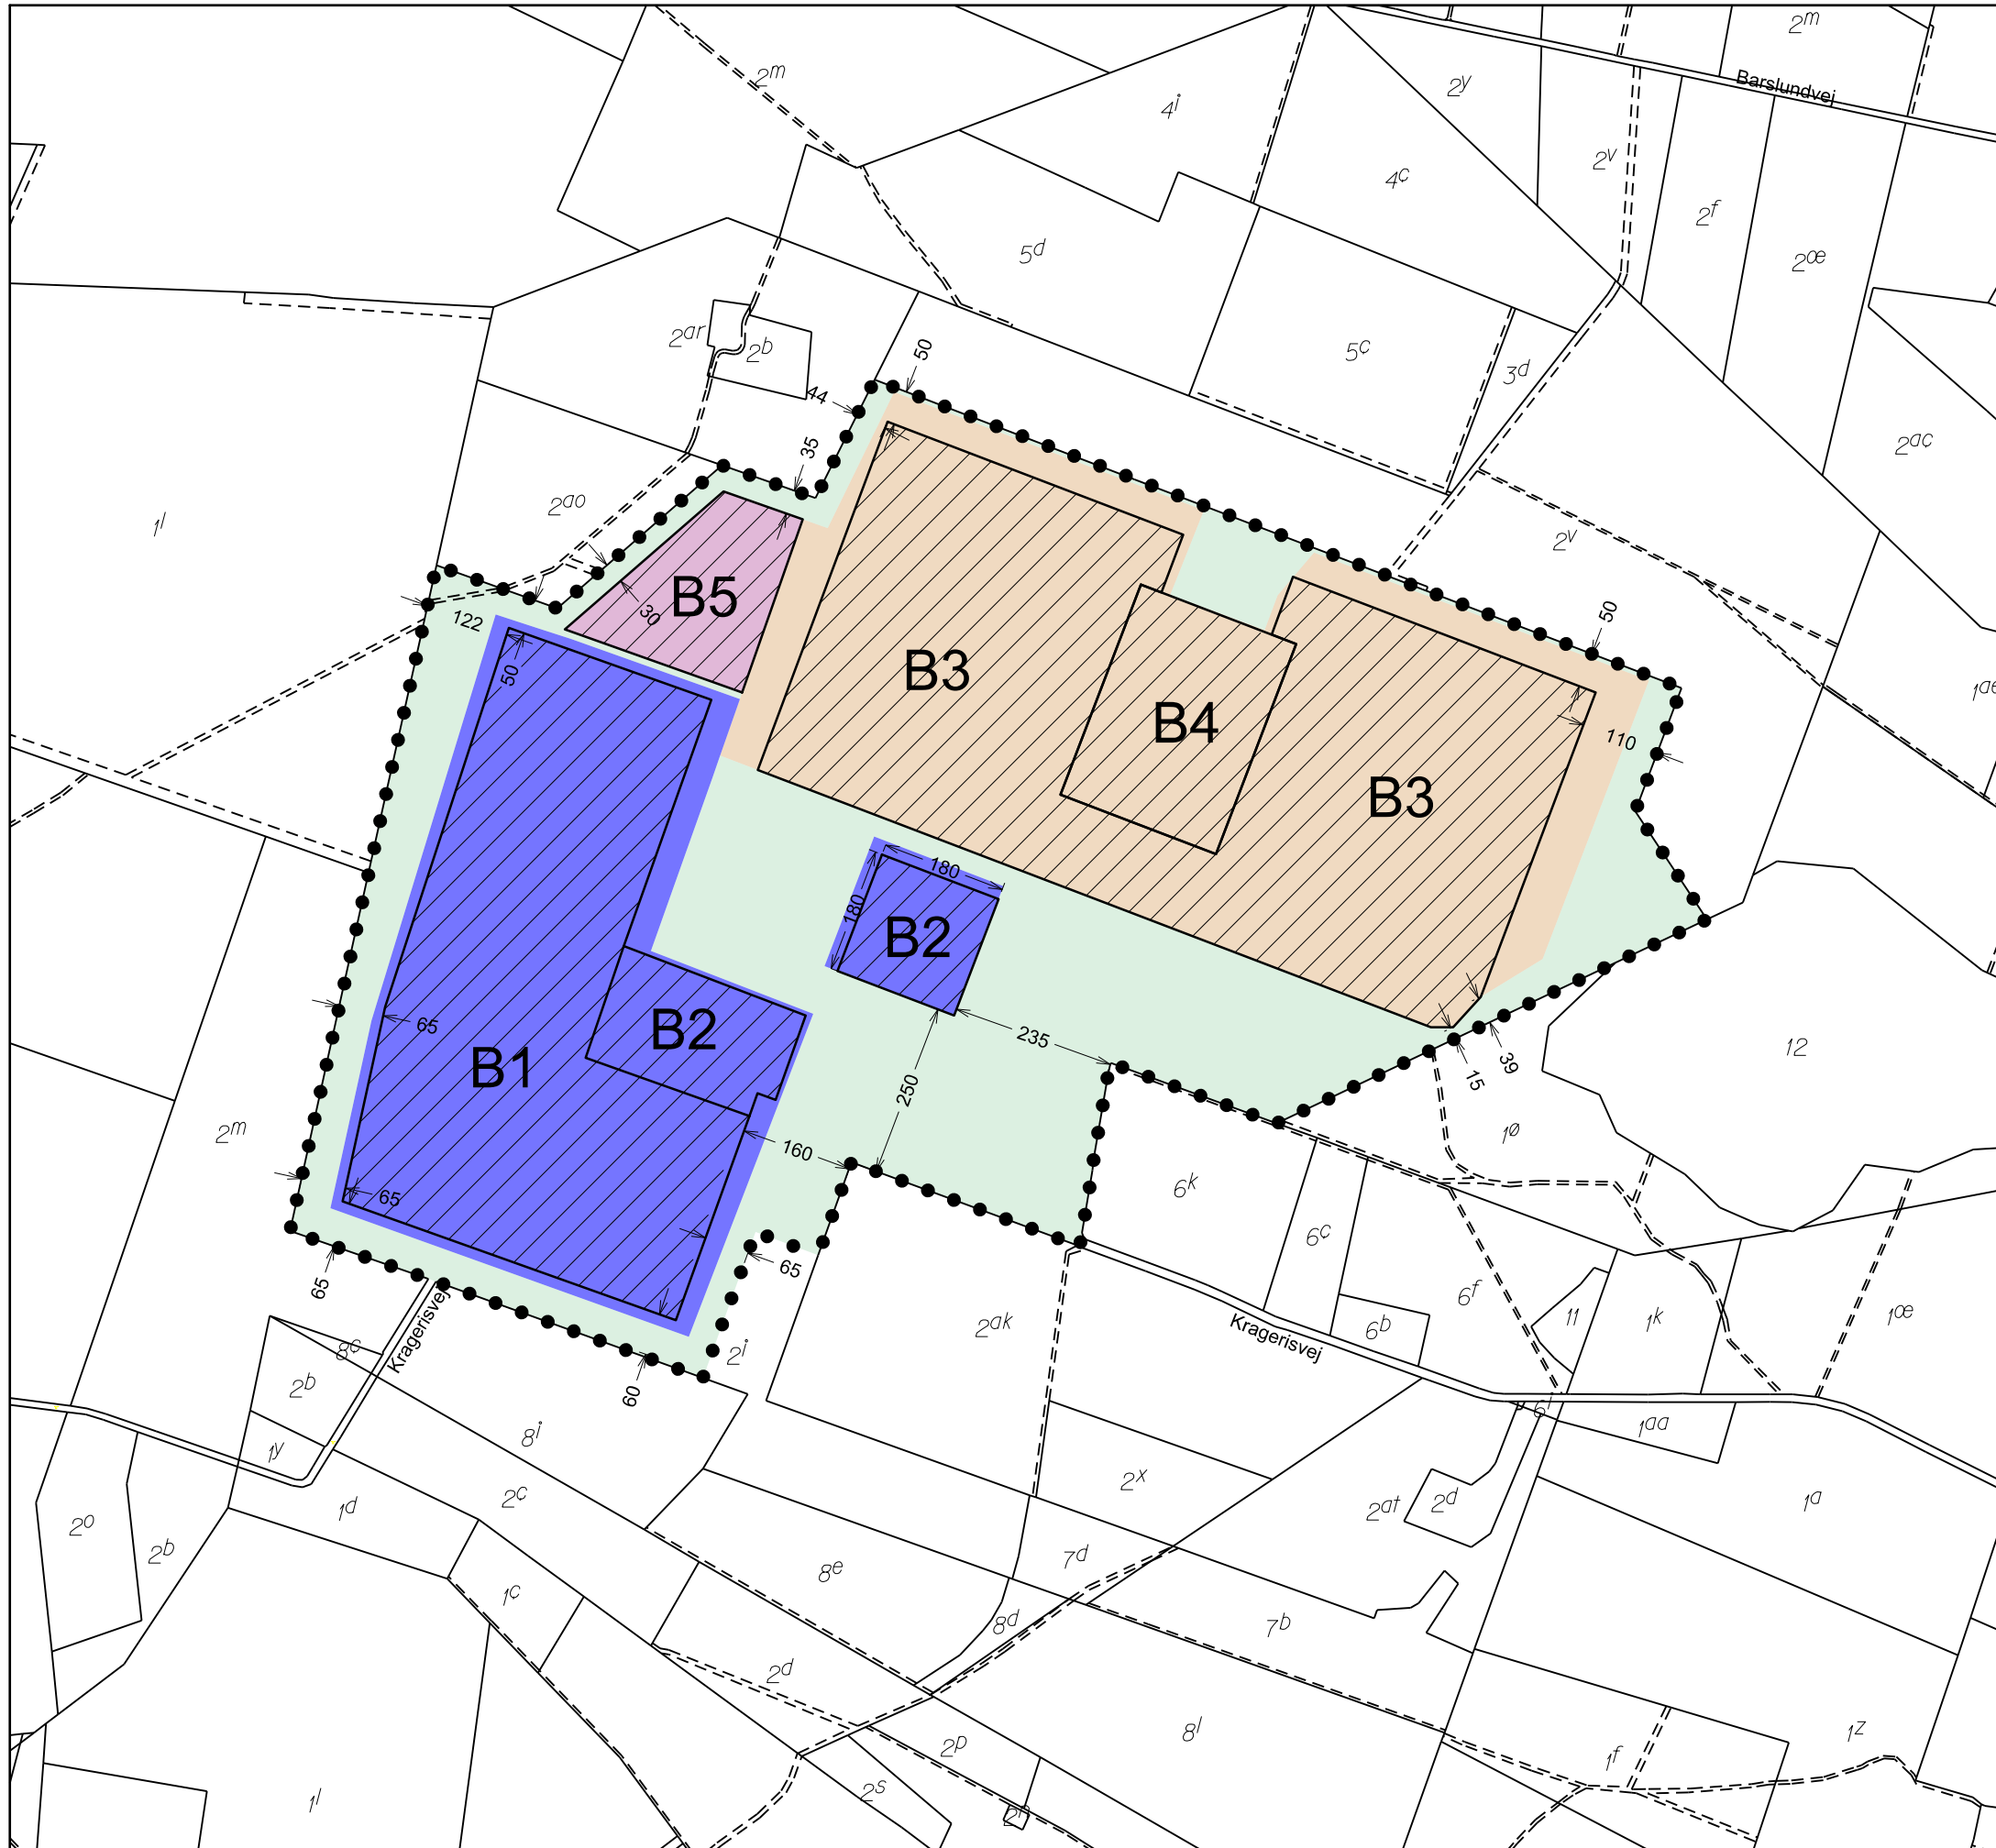 2m
2m
Barslundvej
2y
4i
2v
4c
2f
5d
2œ
2ar
2b
50
5c
3d
44
2ac
35
2ao
1l
2v
B5
30
122
50
50
B3
1ae
110
B4
B3
180
180
B2
65
B2
235
B1
250
15
39
12
2m
160
1ø
6k
65
6c
65
65
6f
2ak
11
1k
1œ
Kragerisvej
6b
Kragerisvej
8c
2i
2b
60
6l
1aa
8i
1y
2x
2c
1d
2at
2d
1a
2o
2b
7d
8e
1c
8d
7b
2d
2p
8l
1z
1f
2s
1l